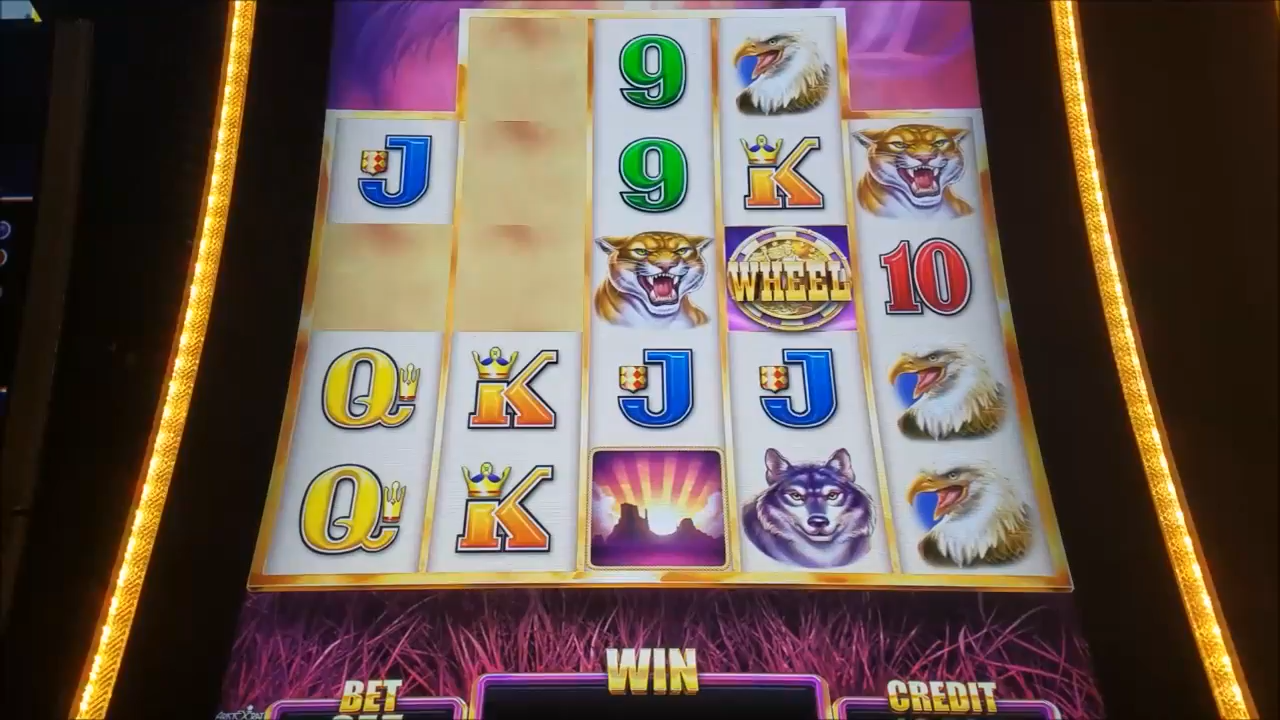 9
J 9 K
WHEEL 10
Q K J J
Q K
WIN
BET CREDIT